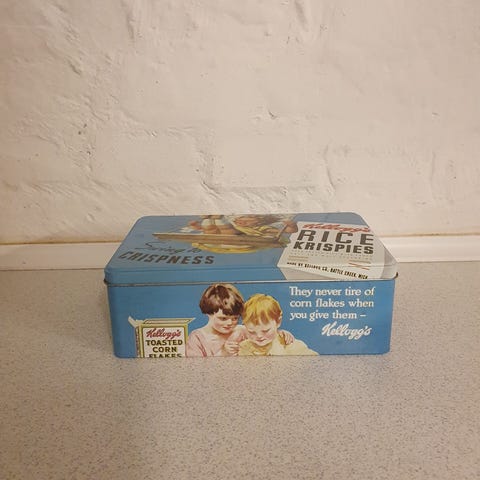 CRISPNESS
Kellogg's
RICE
KRISPIES
MADE BY KELLOGG CO., BATTLE CREEK, MICH.
They never tire of
corn flakes when
you give them –
Kellogg's
Kellogg's
TOASTED
CORN
FLAKES